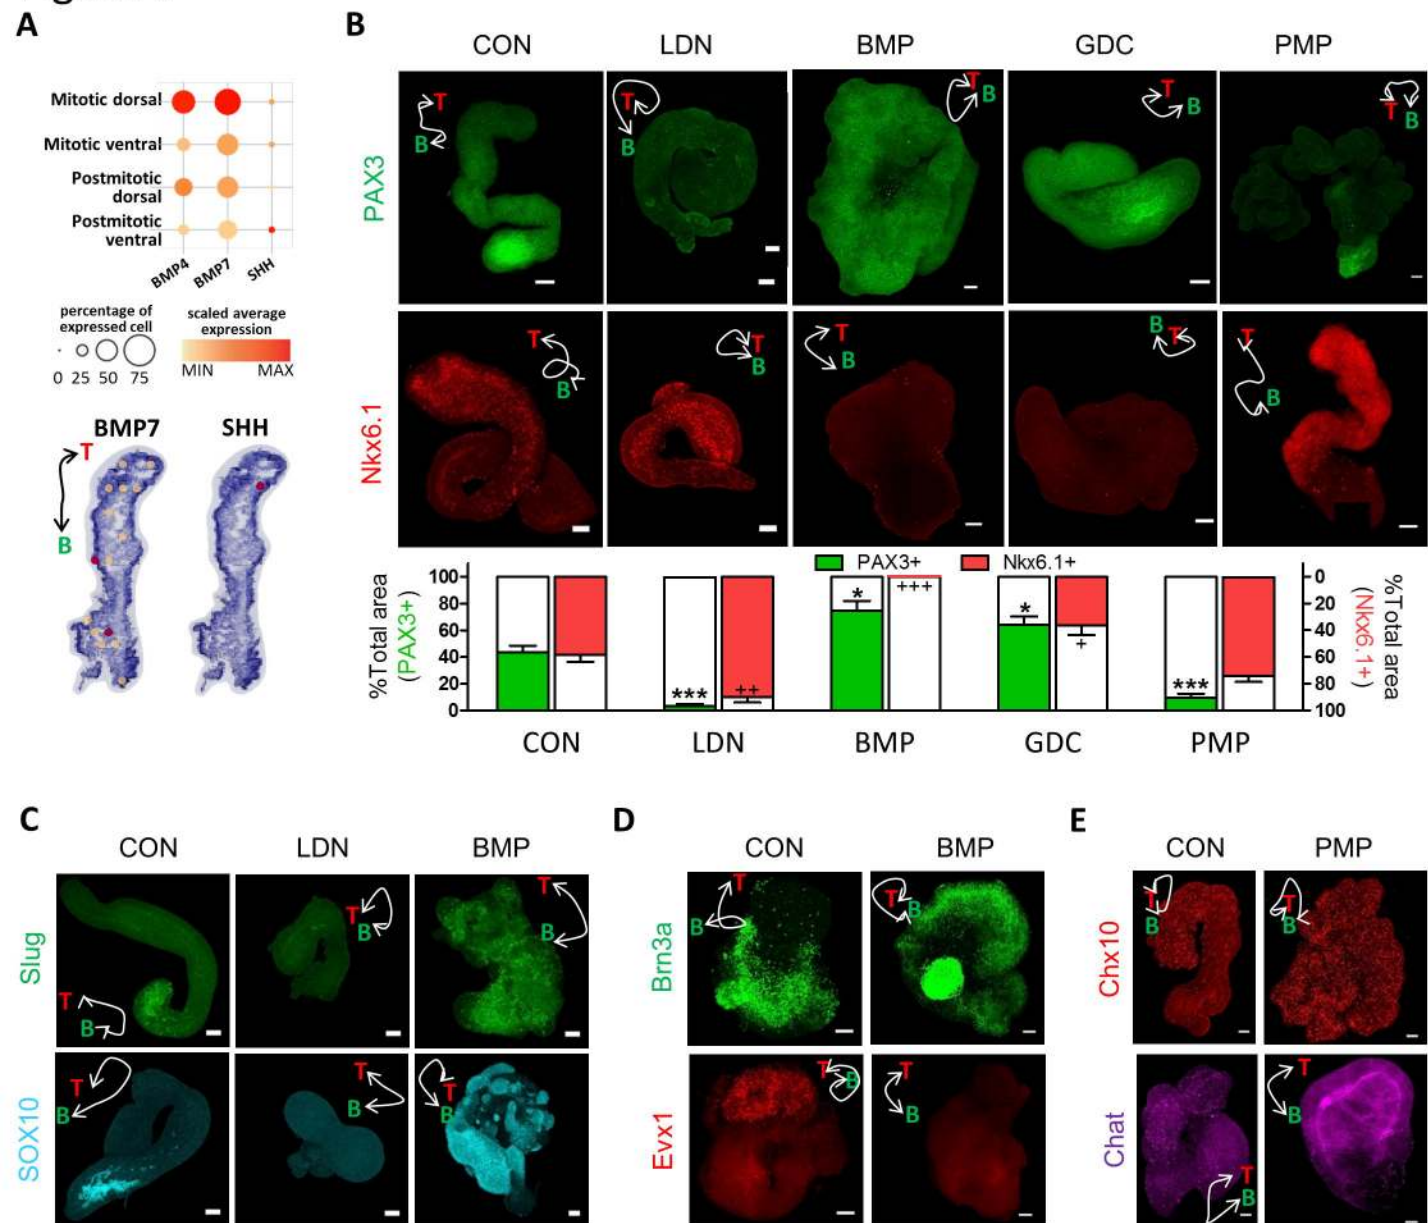 A
B
CON LDN BMP GDC PMP
Mitotic dorsal
Mitotic ventral
Postmitotic
dorsal
Postmitotic
ventral
BMP4 BMP7 SHH
percentage of
expressed cell
0 25 50 75
scaled average
expression
MIN MAX
BMP7 SHH
T
B
PAX3
T
B
T
B
T
B
T
B
T
B
Nkx6.1
T
B
T
B
T
B
B
T
T
B
PAX3+ Nkx6.1+
%Total area
(PAX3+)
100
80
60
40
20
0
*** ++
* +++
* +
***
0
20
40
60
80
100
%Total area
(Nkx6.1+)
CON LDN BMP GDC PMP
C
CON LDN BMP
Slug
T
B
T
B
T
B
SOX10
T
B
T
B
T
B
D
CON BMP
Brn3a
T
B
T
B
Evx1
T
B
T
B
E
CON PMP
Chx10
T
B
T
B
Chat
T
B
T
B